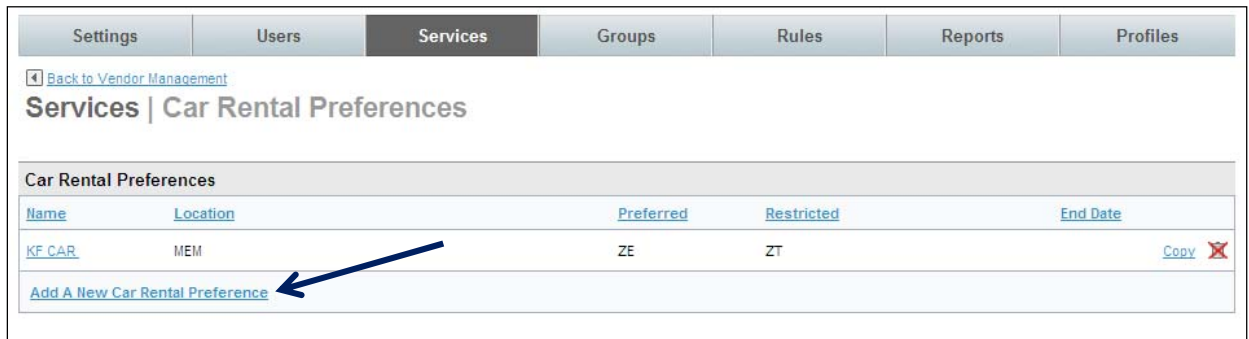 Settings Users Services Groups Rules Reports Profiles
Back to Vendor Management
Services | Car Rental Preferences
Car Rental Preferences
Name Location Preferred Restricted End Date
KF CAR MEM ZE ZT Copy
Add A New Car Rental Preference